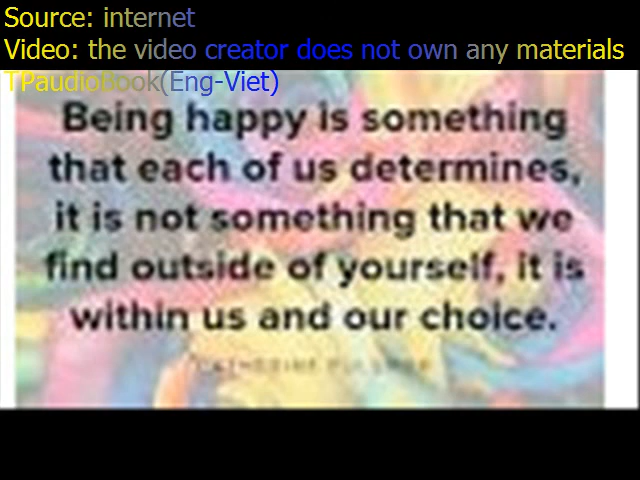 Source: internet
Video: the video creator does not own any materials
TPaudioBook(Eng-Viet)
Being happy is something
that each of us determines,
it is not something that we
find outside of yourself, it is
within us and our choice.